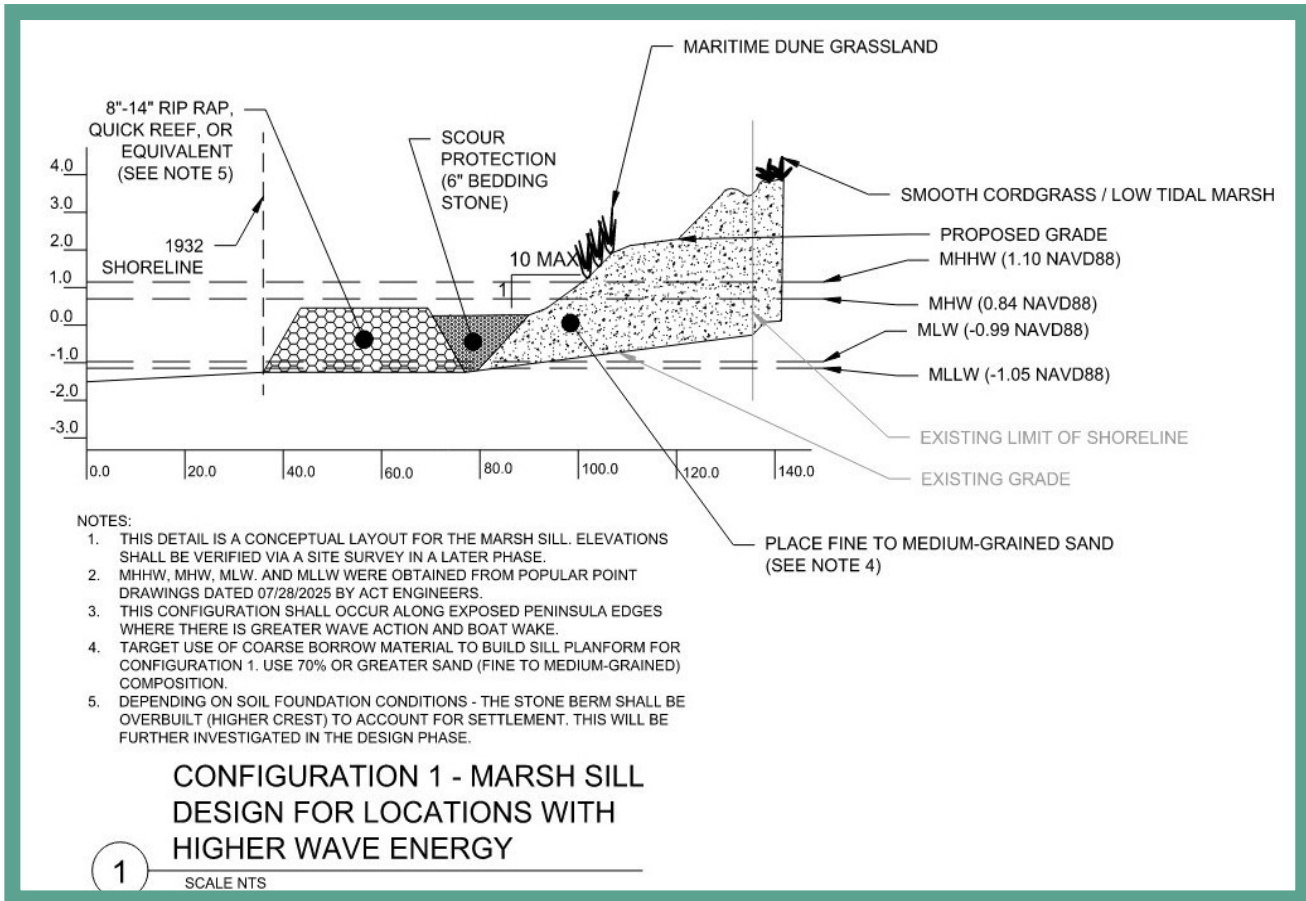 MARITIME DUNE GRASSLAND
8"-14" RIP RAP,
QUICK REEF, OR
EQUIVALENT
(SEE NOTE 5)
SCOUR
PROTECTION
(6" BEDDING
STONE)
SMOOTH CORDGRASS / LOW TIDAL MARSH
1932
SHORELINE
10 MAX
1
PROPOSED GRADE
MHHW (1.10 NAVD88)
MHW (0.84 NAVD88)
MLW (-0.99 NAVD88)
MLLW (-1.05 NAVD88)
EXISTING LIMIT OF SHORELINE
EXISTING GRADE
PLACE FINE TO MEDIUM-GRAINED SAND
(SEE NOTE 4)
4.0
3.0
2.0
1.0
0.0
-1.0
-2.0
-3.0
0.0 20.0 40.0 60.0 80.0 100.0 120.0 140.0
NOTES:
1. THIS DETAIL IS A CONCEPTUAL LAYOUT FOR THE MARSH SILL. ELEVATIONS
SHALL BE VERIFIED VIA A SITE SURVEY IN A LATER PHASE.
2. MHHW, MHW, MLW. AND MLLW WERE OBTAINED FROM POPULAR POINT
DRAWINGS DATED 07/28/2025 BY ACT ENGINEERS.
3. THIS CONFIGURATION SHALL OCCUR ALONG EXPOSED PENINSULA EDGES
WHERE THERE IS GREATER WAVE ACTION AND BOAT WAKE.
4. TARGET USE OF COARSE BORROW MATERIAL TO BUILD SILL PLANFORM FOR
CONFIGURATION 1. USE 70% OR GREATER SAND (FINE TO MEDIUM-GRAINED)
COMPOSITION.
5. DEPENDING ON SOIL FOUNDATION CONDITIONS - THE STONE BERM SHALL BE
OVERBUILT (HIGHER CREST) TO ACCOUNT FOR SETTLEMENT. THIS WILL BE
FURTHER INVESTIGATED IN THE DESIGN PHASE.
CONFIGURATION 1 - MARSH SILL
DESIGN FOR LOCATIONS WITH
HIGHER WAVE ENERGY
1
SCALE NTS